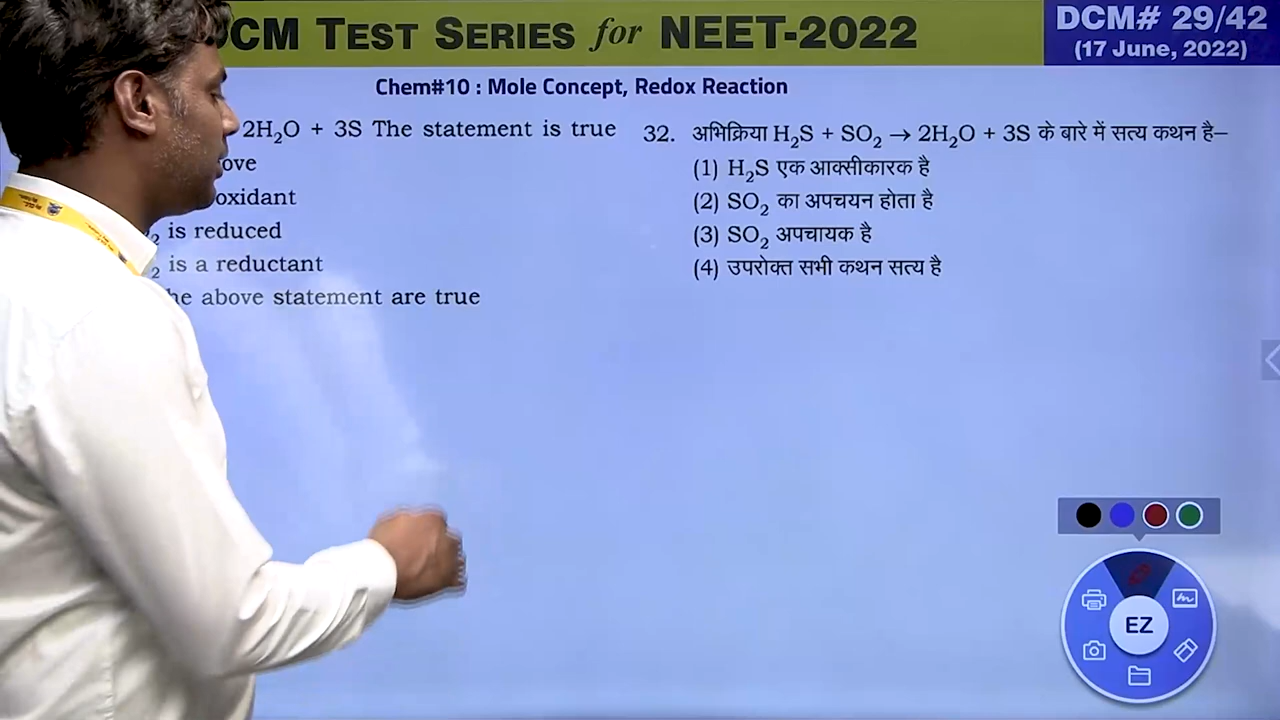 CM TEST SERIES for NEET-2022
DCM# 29/42
(17 June, 2022)
Chem#10 : Mole Concept, Redox Reaction
2H₂O + 3S The statement is true
ove
oxidant
₂ is reduced
₂ is a reductant
he above statement are true
32. अभिक्रिया H₂S + SO₂ → 2H₂O + 3S के बारे में सत्य कथन है–
(1) H₂S एक आक्सीकारक है
(2) SO₂ का अपचयन होता है
(3) SO₂ अपचायक है
(4) उपरोक्त सभी कथन सत्य है
EZ